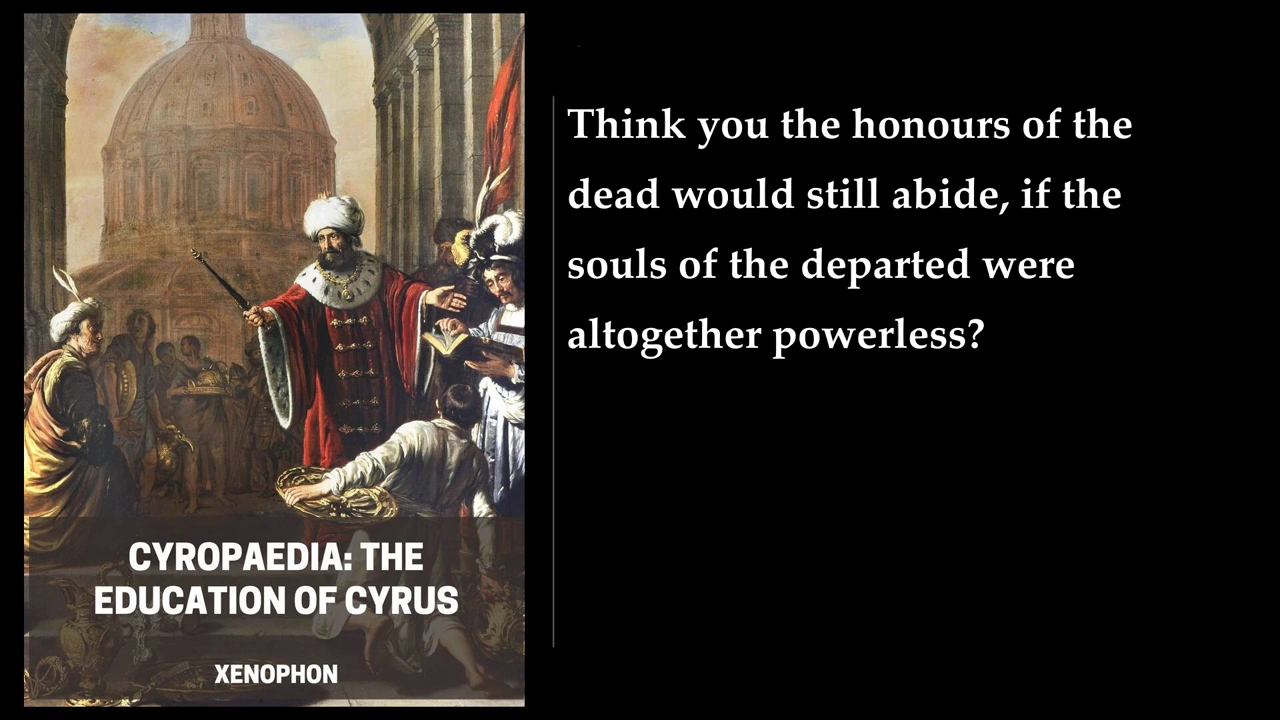 Think you the honours of the
dead would still abide, if the
souls of the departed were
altogether powerless?
CYROPAEDIA: THE
EDUCATION OF CYRUS
XENOPHON